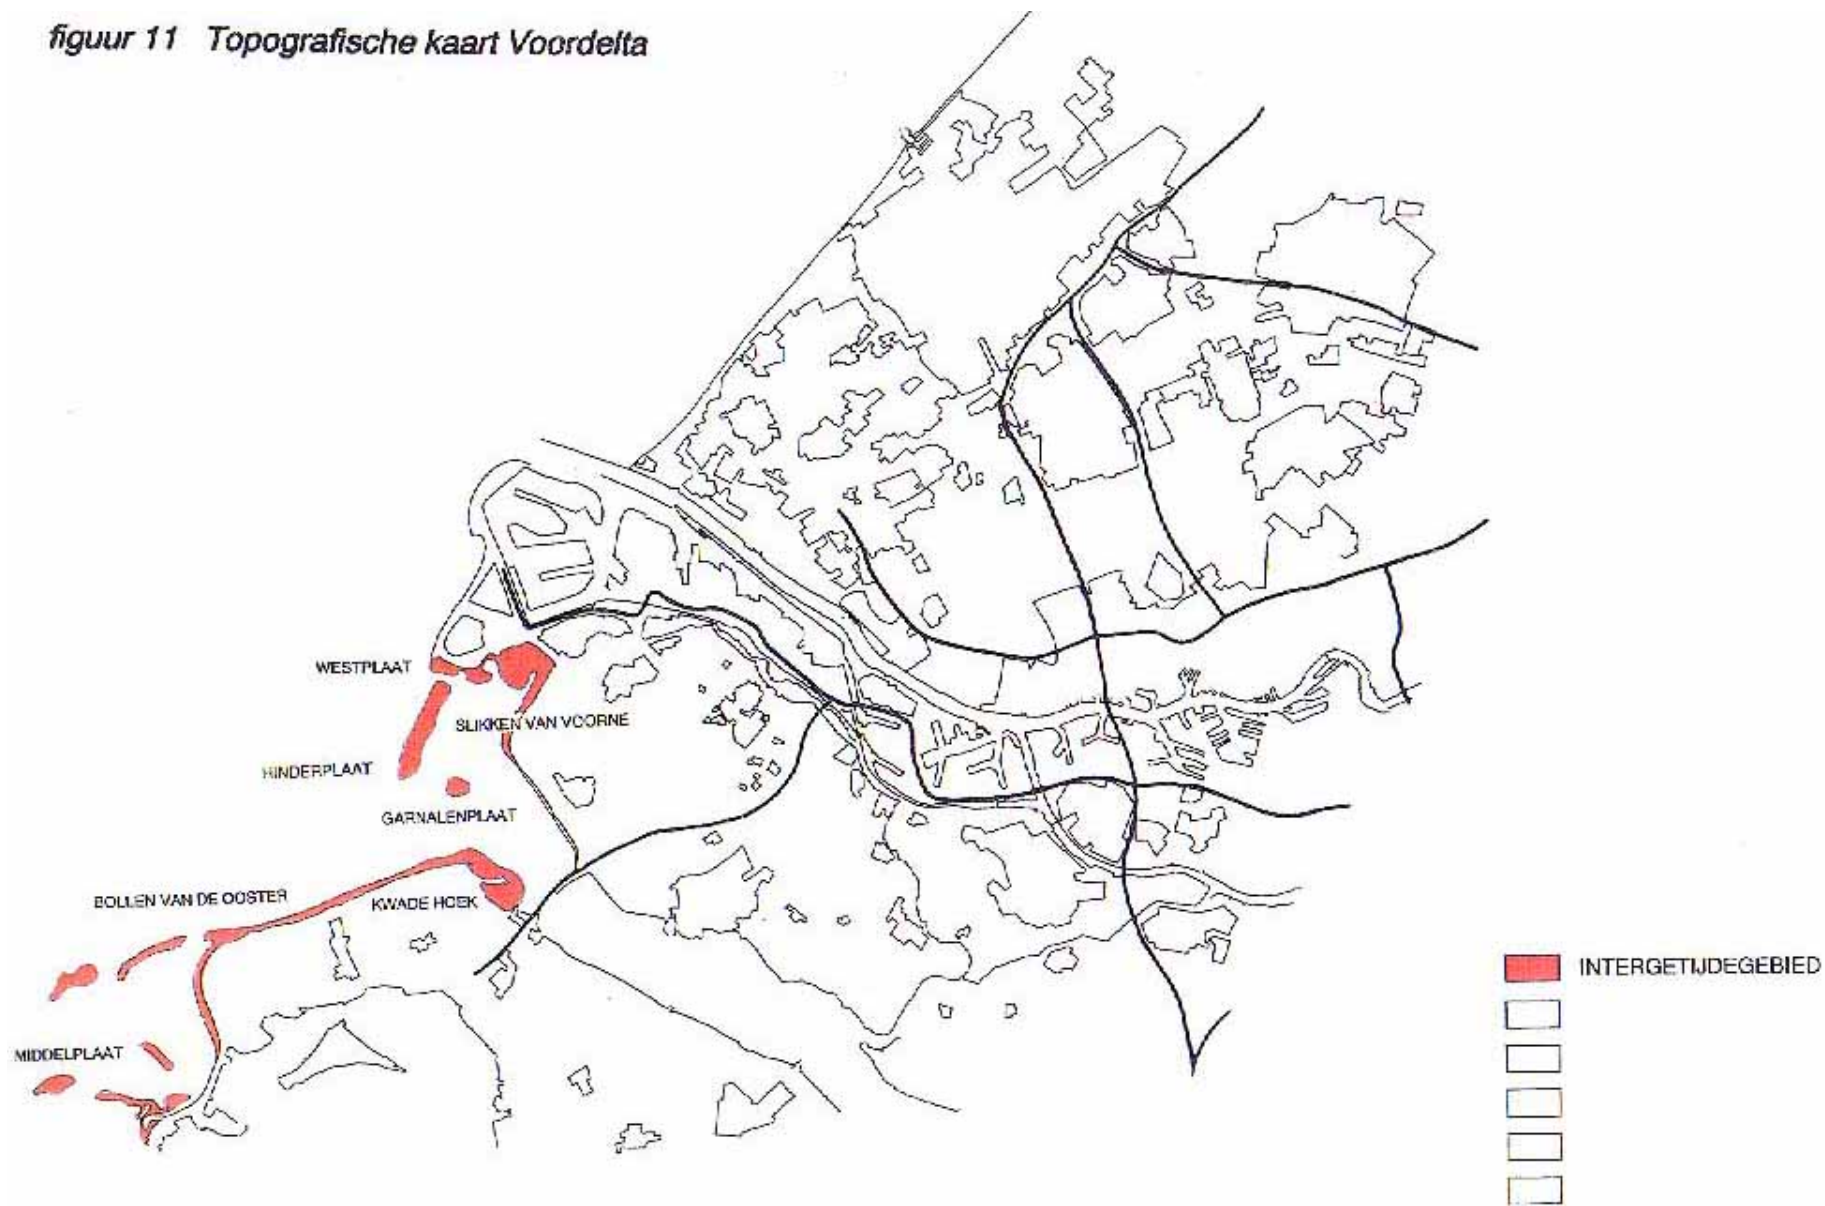 figuur 11 Topografische kaart Voordelta
WESTPLAAT
SLIKKEN VAN VOORNE
HINDERPLAAT
GARNALENPLAAT
BOLLEN VAN DE OOSTER
KWADE HOEK
INTERGETIJDEGEBIED
MIDDELPLAAT